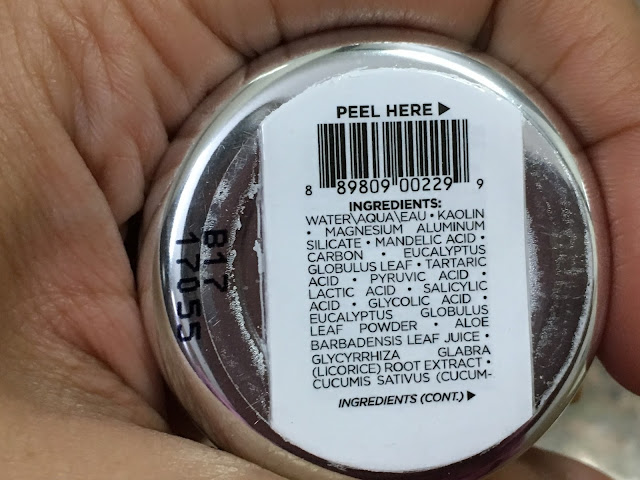 PEEL HERE ▶
8 89809 00229 9
INGREDIENTS:
WATER\AQUA\EAU • KAOLIN
• MAGNESIUM ALUMINUM
SILICATE • MANDELIC ACID •
CARBON • EUCALYPTUS
GLOBULUS LEAF • TARTARIC
ACID • PYRUVIC ACID •
LACTIC ACID • SALICYLIC
ACID • GLYCOLIC ACID •
EUCALYPTUS GLOBULUS
LEAF POWDER • ALOE
BARBADENSIS LEAF JUICE •
GLYCYRRHIZA GLABRA
(LICORICE) ROOT EXTRACT •
CUCUMIS SATIVUS (CUCUM-
INGREDIENTS (CONT.) ▶
B17
17055